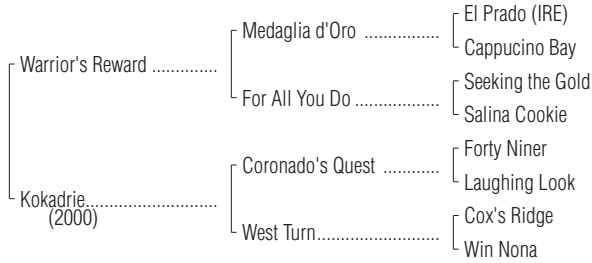 El Prado (IRE)
Medaglia d'Oro ................
Cappucino Bay
Warrior's Reward ..............
Seeking the Gold
For All You Do ..................
Salina Cookie
Forty Niner
Coronado's Quest ............
Laughing Look
Kokadrie............................
(2000)
Cox's Ridge
West Turn..........................
Win Nona